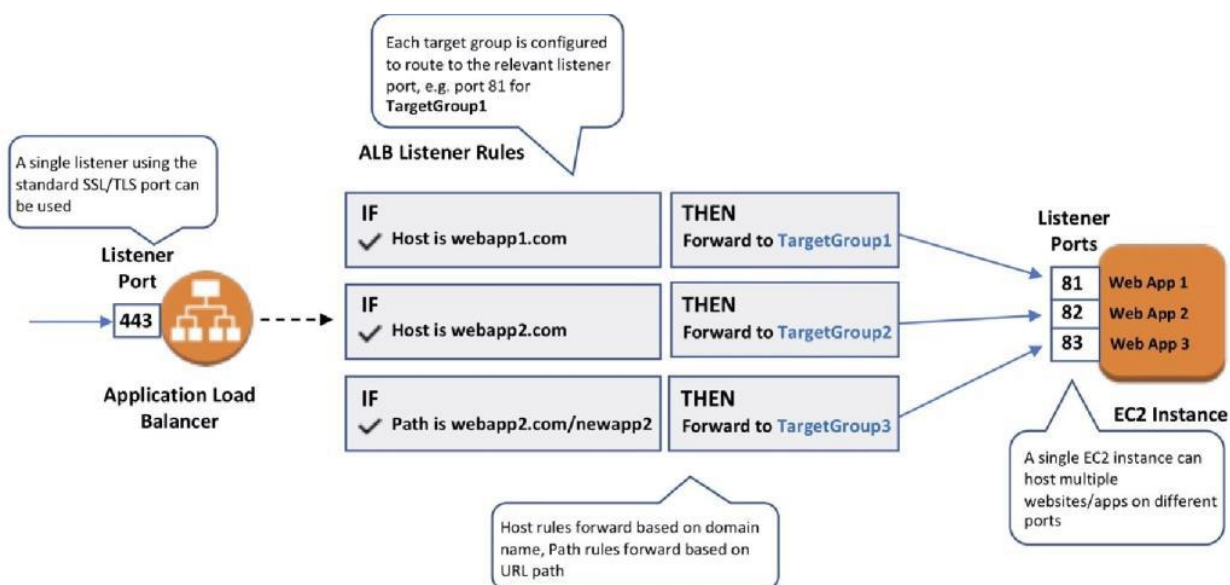 Each target group is configured
to route to the relevant listener
port, e.g. port 81 for
TargetGroup1
A single listener using the
standard SSL/TLS port can
be used
ALB Listener Rules
Listener
Port
443
Application Load
Balancer
IF
Host is webapp1.com
THEN
Forward to TargetGroup1
IF
Host is webapp2.com
THEN
Forward to TargetGroup2
IF
Path is webapp2.com/newapp2
THEN
Forward to TargetGroup3
Listener
Ports
81 Web App 1
82 Web App 2
83 Web App 3
EC2 Instance
A single EC2 instance can
host multiple
websites/apps on different
ports
Host rules forward based on domain
name, Path rules forward based on
URL path